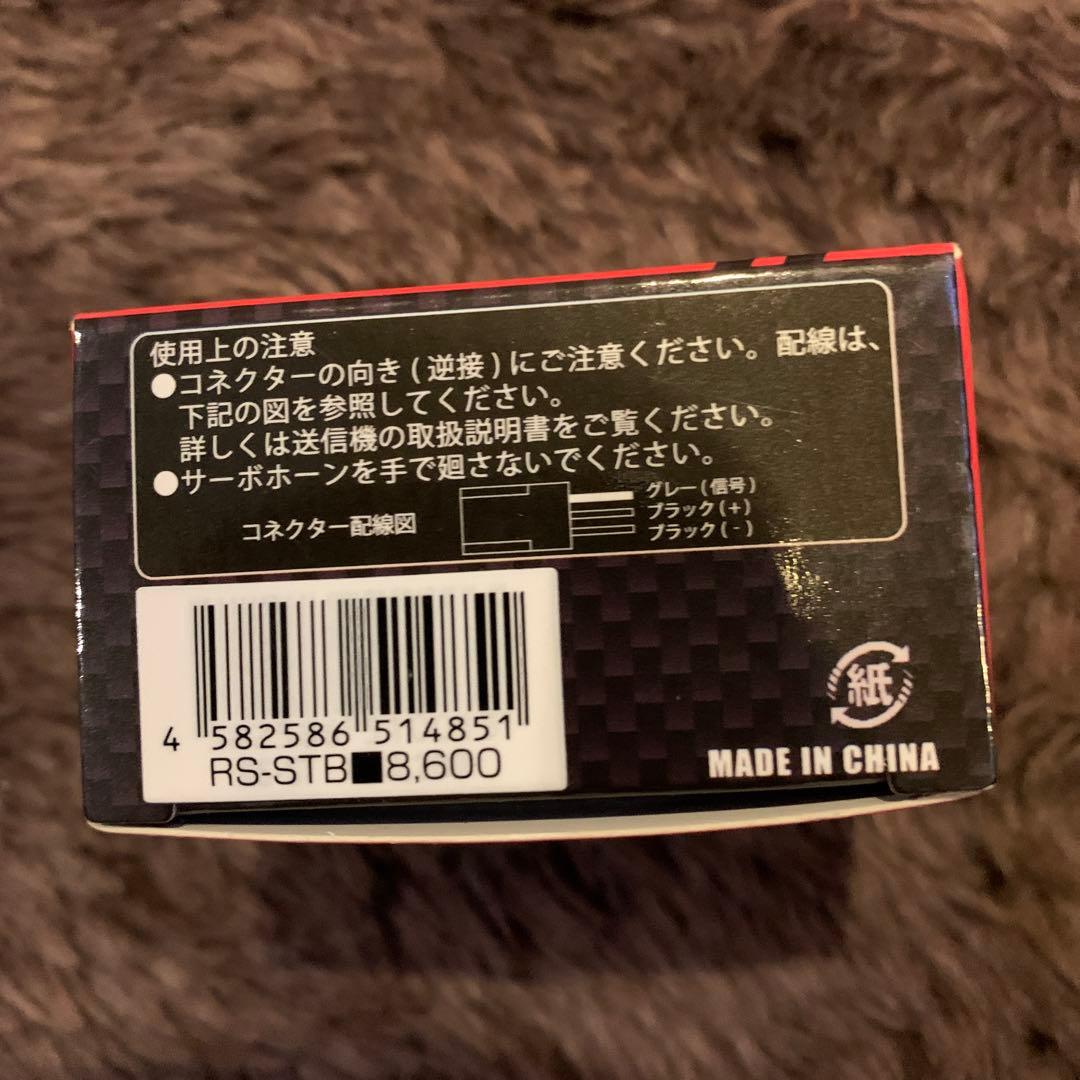 使用上の注意
●コネクターの向き(逆接)にご注意ください。配線は、
下記の図を参照してください。
詳しくは送信機の取扱説明書をご覧ください。
●サーボホーンを手で廻さないでください。
コネクター配線図
グレー(信号)
ブラック(+)
ブラック(-)
4 582586 514851
RS-STB■8,600
紙
MADE IN CHINA